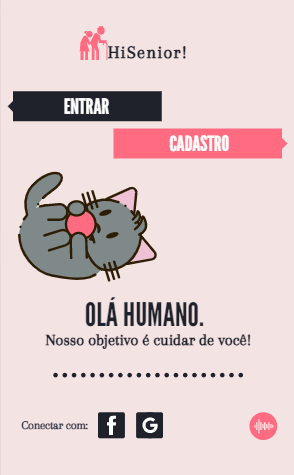 HiSenior!
ENTRAR
CADASTRO
OLÁ HUMANO.
Nosso objetivo é cuidar de você!
Conectar com: